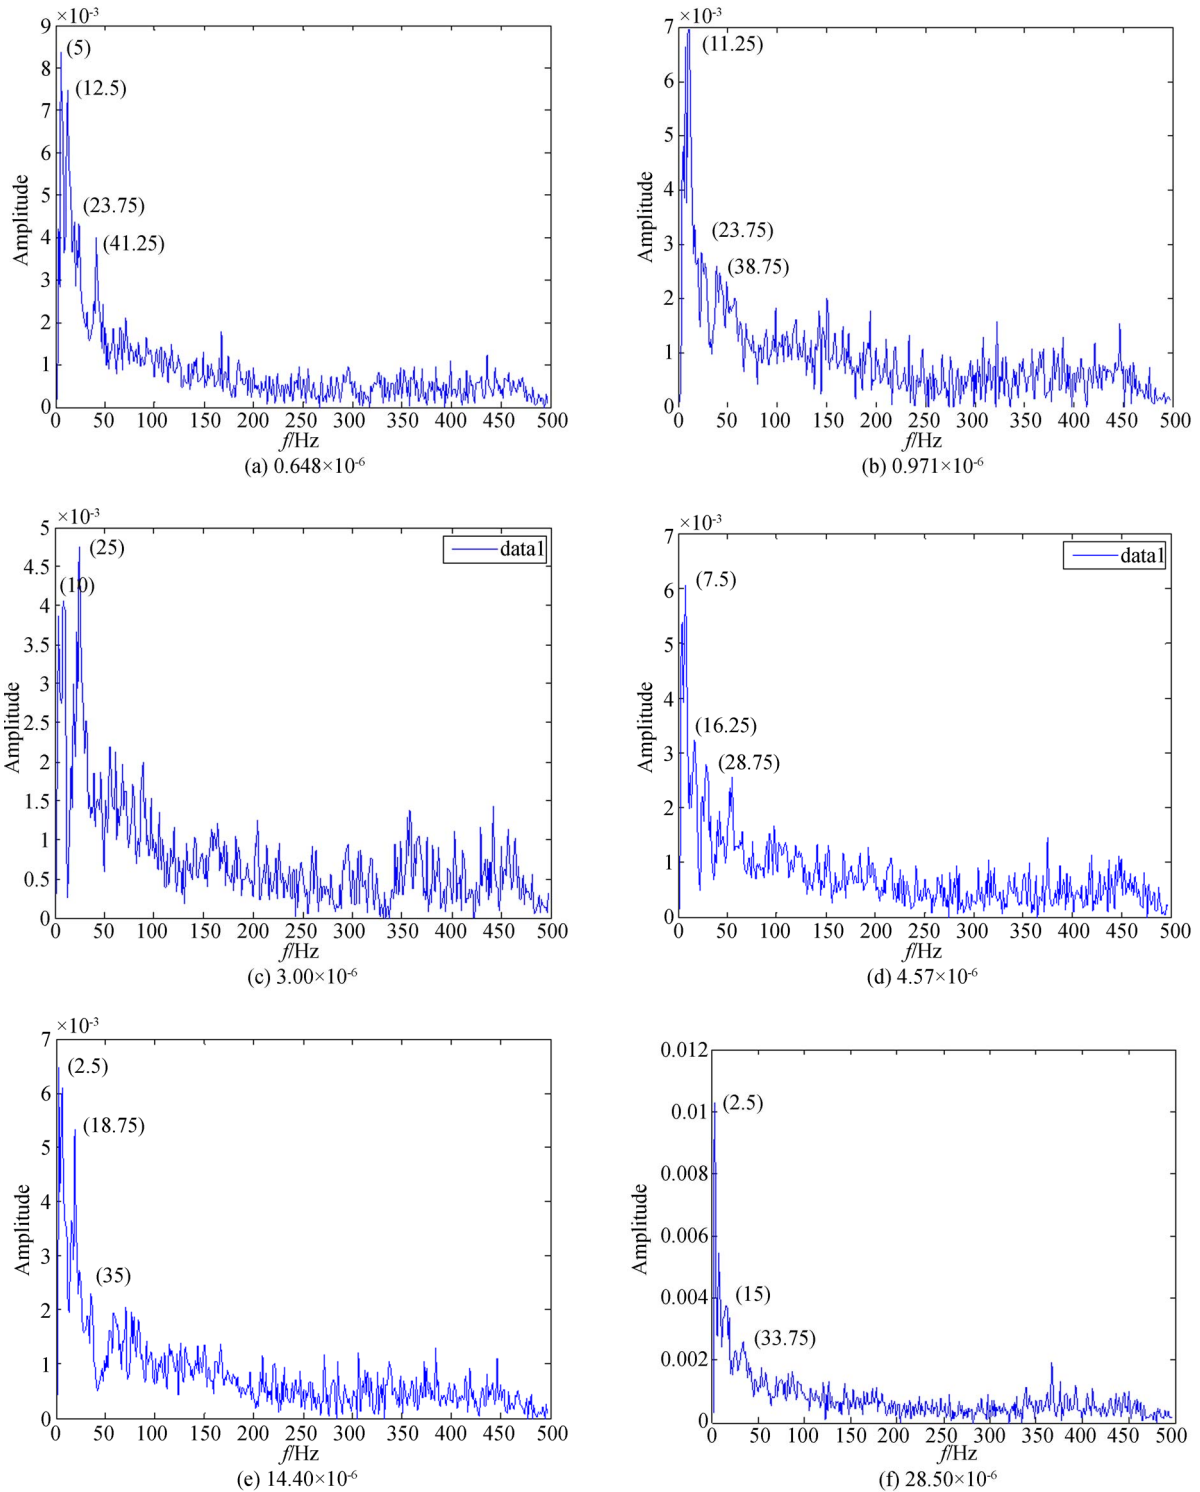 ×10-3
9
8
7
6
5
4
3
2
1
0
(5)
(12.5)
(23.75)
(41.25)
Amplitude
0 50 100 150 200 250 300 350 400 450 500
f/Hz
(a) 0.648×10-6
×10-3
7
6
5
4
3
2
1
0
(11.25)
(23.75)
(38.75)
Amplitude
0 50 100 150 200 250 300 350 400 450 500
f/Hz
(b) 0.971×10-6
×10-3
5
4.5
4
3.5
3
2.5
2
1.5
1
0.5
0
(25)
(10)
data1
Amplitude
0 50 100 150 200 250 300 350 400 450 500
f/Hz
(c) 3.00×10-6
×10-3
7
6
5
4
3
2
1
0
data1
(7.5)
(16.25)
(28.75)
Amplitude
0 50 100 150 200 250 300 350 400 450 500
f/Hz
(d) 4.57×10-6
×10-3
7
6
5
4
3
2
1
0
(2.5)
(18.75)
(35)
Amplitude
0 50 100 150 200 250 300 350 400 450 500
f/Hz
(e) 14.40×10-6
0.012
0.01
0.008
0.006
0.004
0.002
0
(2.5)
(15)
(33.75)
Amplitude
0 50 100 150 200 250 300 350 400 450 500
f/Hz
(f) 28.50×10-6